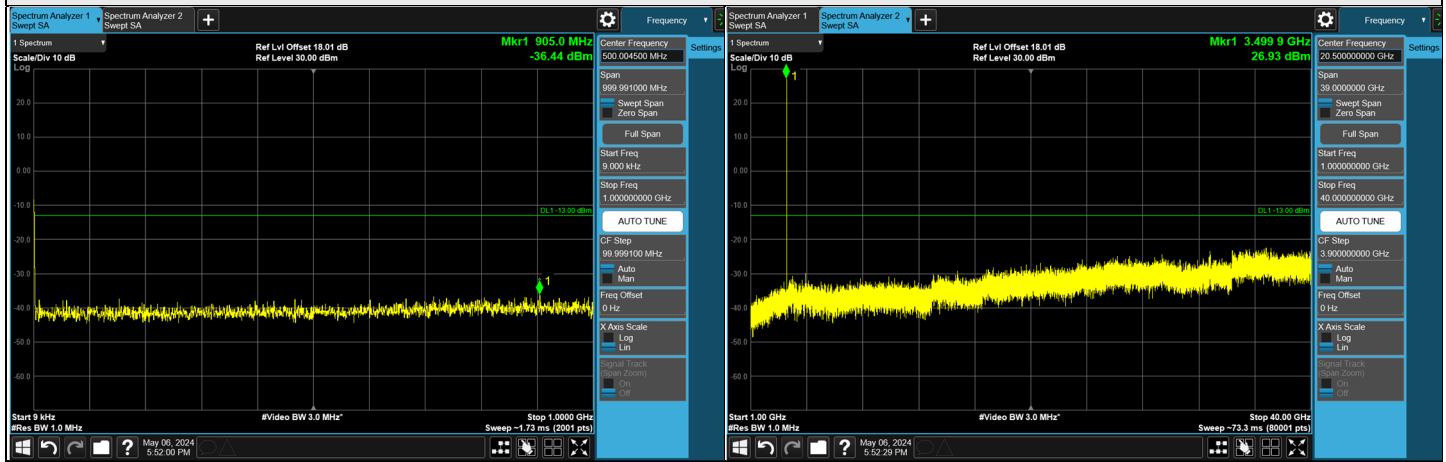 Spectrum Analyzer 1
Swept SA
Spectrum Analyzer 2
Swept SA
Frequency
1 Spectrum
Scale/Div 10 dB
Log
Ref Lvl Offset 18.01 dB
Ref Level 30.00 dBm
Mkr1 905.0 MHz
-36.44 dBm
1
20.0
10.0
0.00
-10.0
-20.0
-30.0
-40.0
-50.0
-60.0
DL1 -13.00 dBm
Start 9 kHz
#Res BW 1.0 MHz
#Video BW 3.0 MHz*
Stop 1.0000 GHz
Sweep ~1.73 ms (2001 pts)
Center Frequency
500.004500 MHz
Settings
Span
999.991000 MHz
Swept Span
Zero Span
Full Span
Start Freq
9.000 kHz
Stop Freq
1.000000000 GHz
AUTO TUNE
CF Step
99.999100 MHz
Auto
Man
Freq Offset
0 Hz
X Axis Scale
Log
Lin
Signal Track
(Span Zoom)
On
Off
?
May 06, 2024
5:52:00 PM
Spectrum Analyzer 1
Swept SA
Spectrum Analyzer 2
Swept SA
Frequency
1 Spectrum
Scale/Div 10 dB
Log
Ref Lvl Offset 18.01 dB
Ref Level 30.00 dBm
Mkr1 3.499 9 GHz
26.93 dBm
1
20.0
10.0
0.00
-10.0
-20.0
-30.0
-40.0
-50.0
-60.0
DL1 -13.00 dBm
Start 1.00 GHz
#Res BW 1.0 MHz
#Video BW 3.0 MHz*
Stop 40.00 GHz
Sweep ~73.3 ms (80001 pts)
Center Frequency
20.500000000 GHz
Settings
Span
39.0000000 GHz
Swept Span
Zero Span
Full Span
Start Freq
1.000000000 GHz
Stop Freq
40.000000000 GHz
AUTO TUNE
CF Step
3.900000000 GHz
Auto
Man
Freq Offset
0 Hz
X Axis Scale
Log
Lin
Signal Track
(Span Zoom)
On
Off
?
May 06, 2024
5:52:29 PM